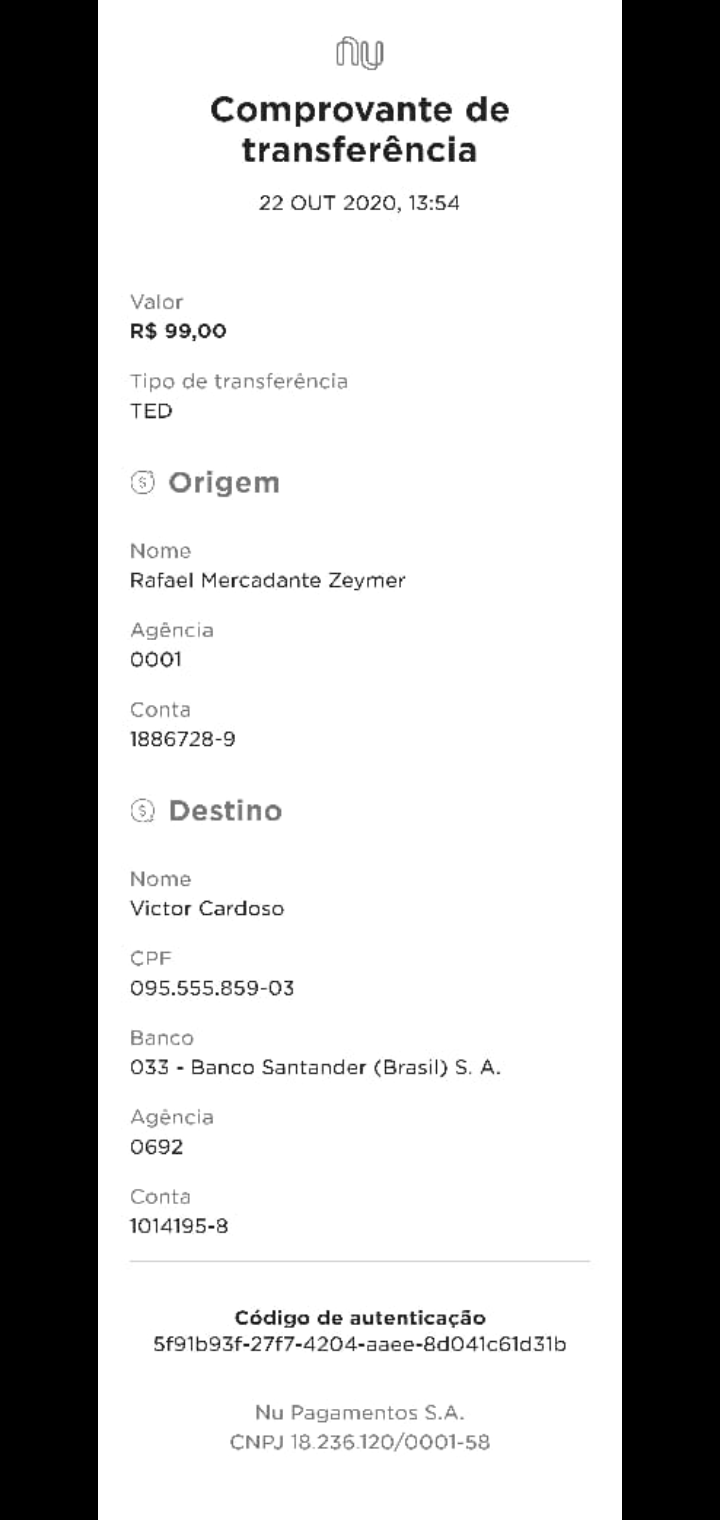 nu
Comprovante de
transferência
22 OUT 2020, 13:54
Valor
R$ 99,00
Tipo de transferência
TED
Origem
Nome
Rafael Mercadante Zeymer
Agência
0001
Conta
1886728-9
Destino
Nome
Victor Cardoso
CPF
095.555.859-03
Banco
033 - Banco Santander (Brasil) S. A.
Agência
0692
Conta
1014195-8
Código de autenticação
5f91b93f-27f7-4204-aaee-8d041c61d31b
Nu Pagamentos S.A.
CNPJ 18.236.120/0001-58